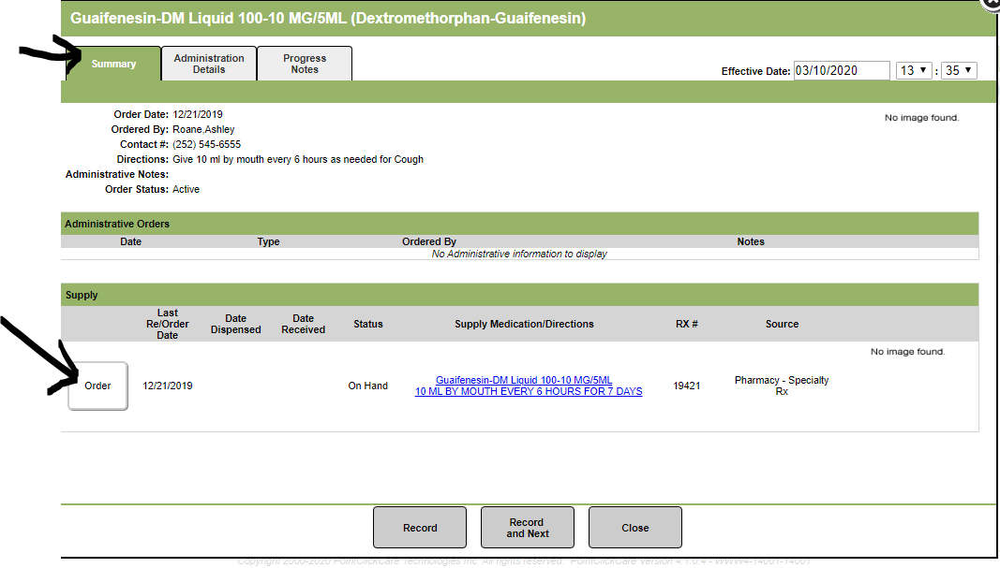 Guaifenesin-DM Liquid 100-10 MG/5ML (Dextromethorphan-Guaifenesin)
Summary
Administration
Details
Progress
Notes
Effective Date: 03/10/2020 13 : 35
Order Date: 12/21/2019
No image found.
Ordered By: Roane,Ashley
Contact #: (252) 545-6555
Directions: Give 10 ml by mouth every 6 hours as needed for Cough
Administrative Notes:
Order Status: Active
Administrative Orders
Date Type Ordered By Notes
No Administrative information to display
Supply
Last
Re/Order
Date
Date
Dispensed
Date
Received
Status
Supply Medication/Directions
RX #
Source
No image found.
Order
12/21/2019
On Hand
Guaifenesin-DM Liquid 100-10 MG/5ML
10 ML BY MOUTH EVERY 6 HOURS FOR 7 DAYS
19421
Pharmacy - Specialty
Rx
Record
Record
and Next
Close
Copyright 2000-2020 PointClickCare Technologies Inc. All rights reserved. PointClickCare Version 4.1.0.4 - WWW4-14001-14001